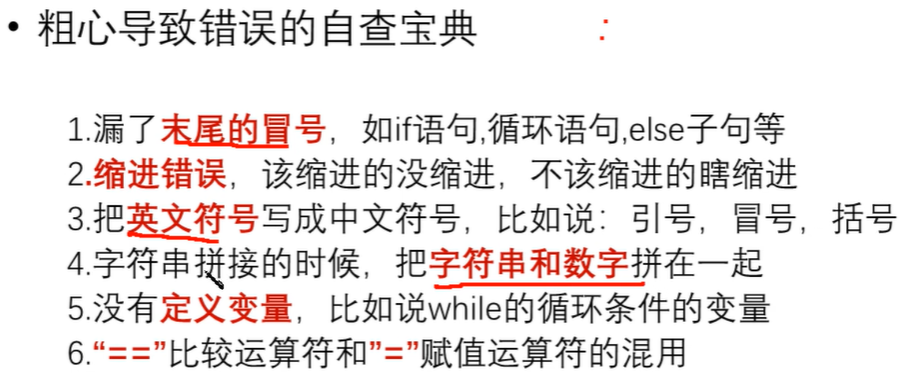 • 粗心导致错误的自查宝典 :
1.漏了末尾的冒号，如if语句,循环语句,else子句等
2.缩进错误，该缩进的没缩进，不该缩进的瞎缩进
3.把英文符号写成中文符号，比如说：引号，冒号，括号
4.字符串拼接的时候，把字符串和数字拼在一起
5.没有定义变量，比如说while的循环条件的变量
6.“==”比较运算符和”=”赋值运算符的混用